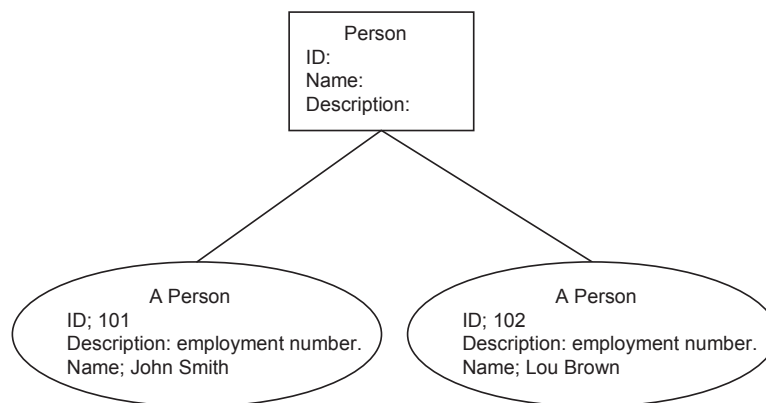 Person
ID:
Name:
Description:
A Person
ID; 101
Description: employment number.
Name; John Smith
A Person
ID; 102
Description: employment number.
Name; Lou Brown